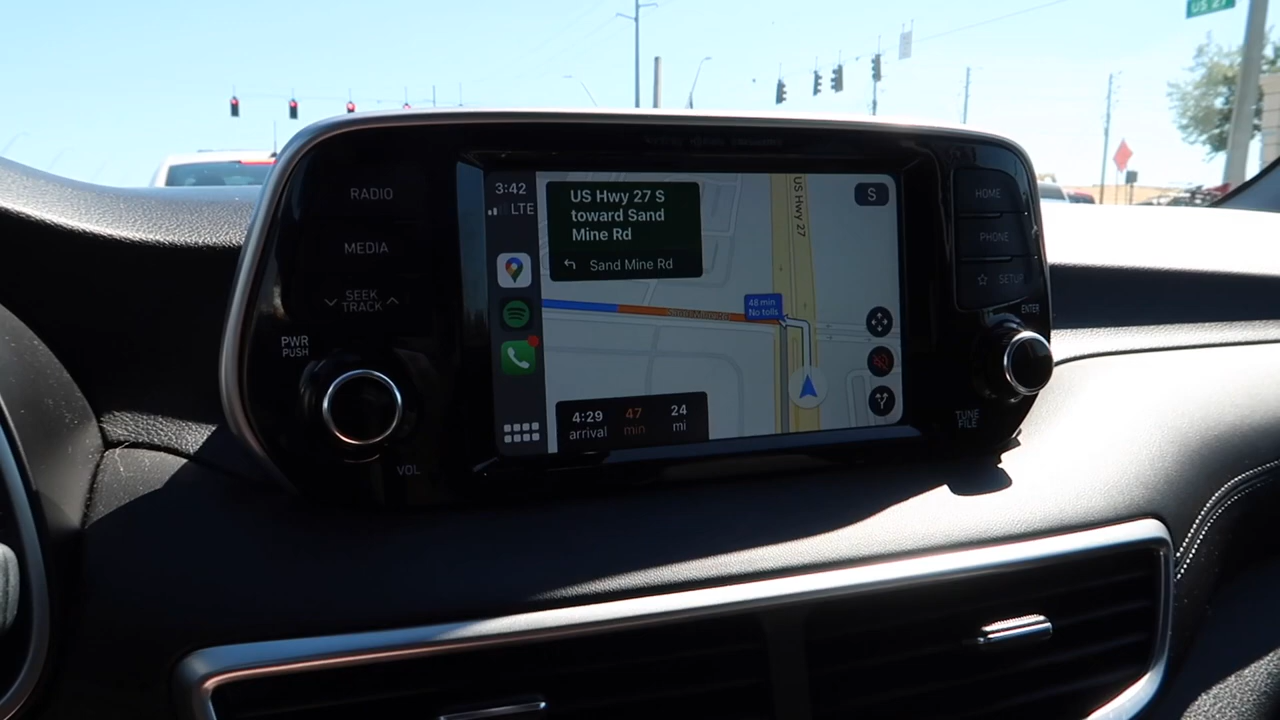 US 27
RADIO
MEDIA
SEEK
TRACK
PWR
PUSH
VOL
3:42
LTE
US Hwy 27 S
toward Sand
Mine Rd
Sand Mine Rd
US Hwy 27
S
48 min
No tolls
4:29 47 24
arrival min mi
HOME
PHONE
SETUP
ENTER
TUNE
FILE